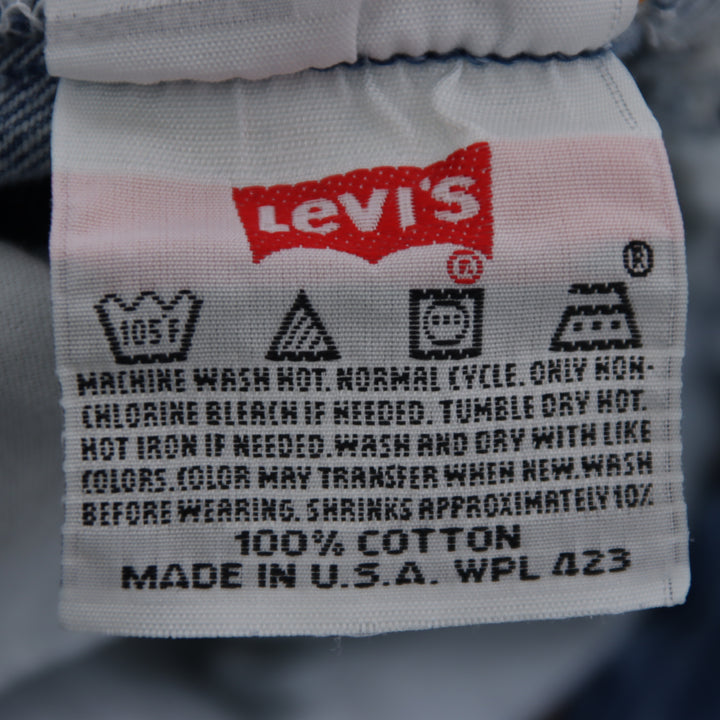 LEVI'S
®
105F
MACHINE WASH HOT. NORMAL CYCLE. ONLY NON-
CHLORINE BLEACH IF NEEDED. TUMBLE DRY HOT.
HOT IRON IF NEEDED. WASH AND DRY WITH LIKE
COLORS. COLOR MAY TRANSFER WHEN NEW. WASH
BEFORE WEARING. SHRINKS APPROXIMATELY 10%
100% COTTON
MADE IN U.S.A. WPL 423